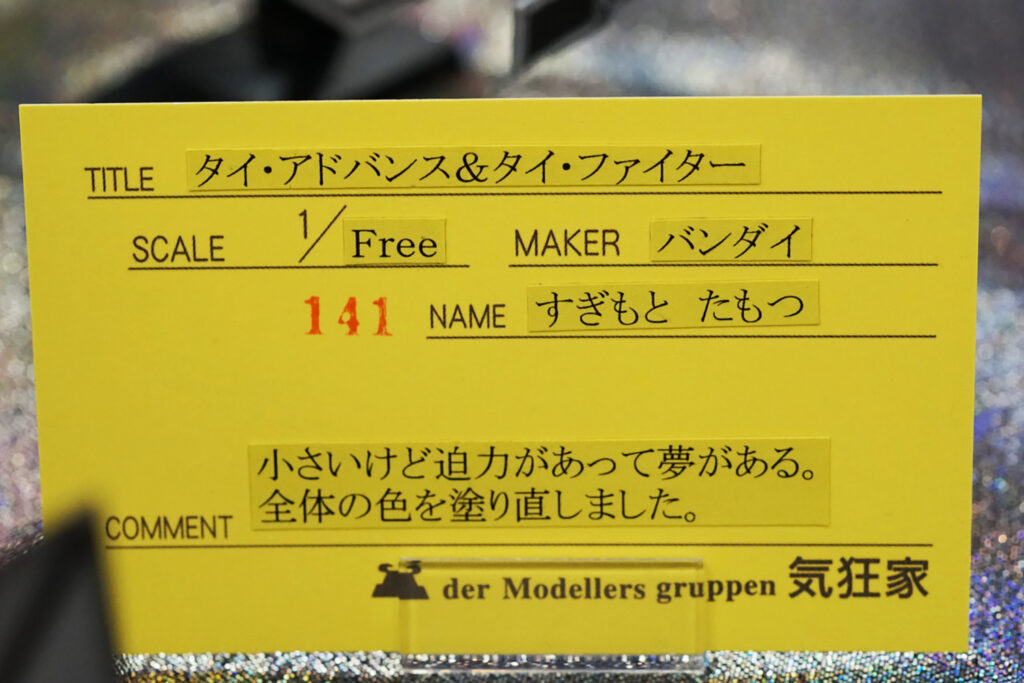 TITLE タイ・アドバンス&タイ・ファイター
SCALE 1/Free MAKER バンダイ
141 NAME すぎもと たもつ
小さいけど迫力があって夢がある。
全体の色を塗り直しました。
COMMENT
der Modellers gruppen 気狂家